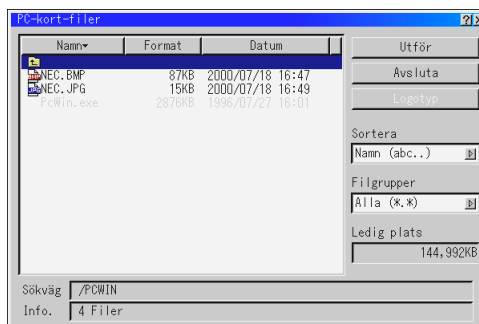 PC-kort-filer
Namn▾ Format Datum
NEC.BMP 87KB 2000/07/18 16:47
NEC.JPG 15KB 2000/07/18 16:49
PcWin.exe 2876KB 1996/07/27 16:01
Utför
Avsluta
Logotyp
Sortera
Namn (abc..)
Filgrupper
Alla (*.*)
Ledig plats
144,992KB
Sökväg /PCWIN
Info. 4 Filer